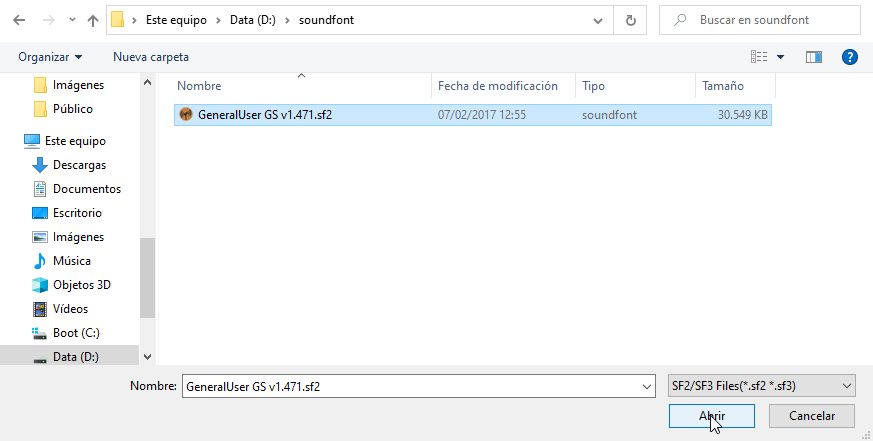 Este equipo Data (D:) soundfont Buscar en soundfont
Organizar Nueva carpeta
Imágenes
Público
Este equipo
Descargas
Documentos
Escritorio
Imágenes
Música
Objetos 3D
Vídeos
Boot (C:)
Data (D:)
Nombre Fecha de modificación Tipo Tamaño
GeneralUser GS v1.471.sf2 07/02/2017 12:55 soundfont 30.549 KB
Nombre: GeneralUser GS v1.471.sf2 SF2/SF3 Files(*.sf2 *.sf3)
Abrir Cancelar